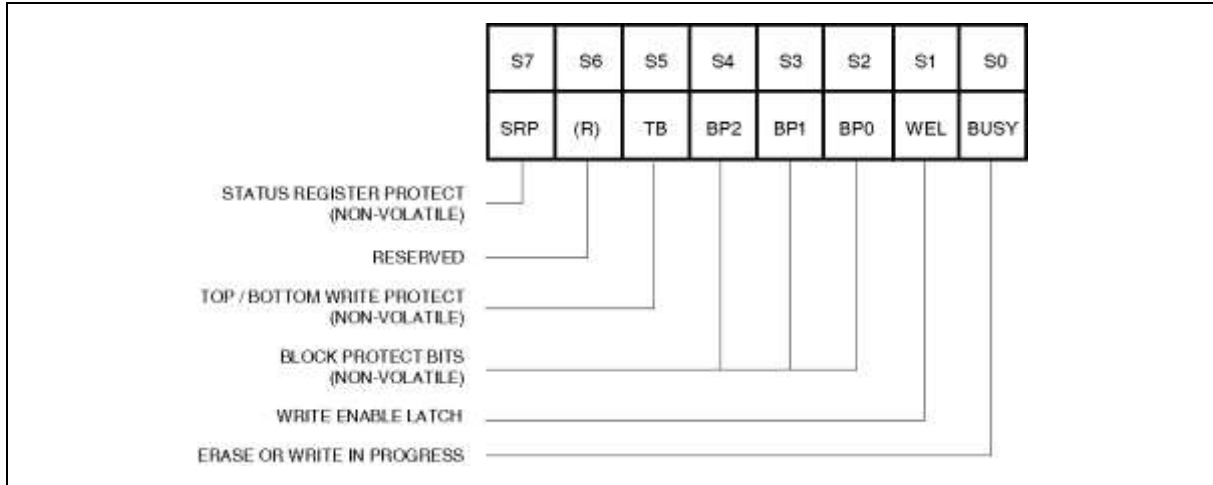 S7 S6 S5 S4 S3 S2 S1 S0
SRP (R) TB BP2 BP1 BP0 WEL BUSY
STATUS REGISTER PROTECT
(NON-VOLATILE)
RESERVED
TOP / BOTTOM WRITE PROTECT
(NON-VOLATILE)
BLOCK PROTECT BITS
(NON-VOLATILE)
WRITE ENABLE LATCH
ERASE OR WRITE IN PROGRESS